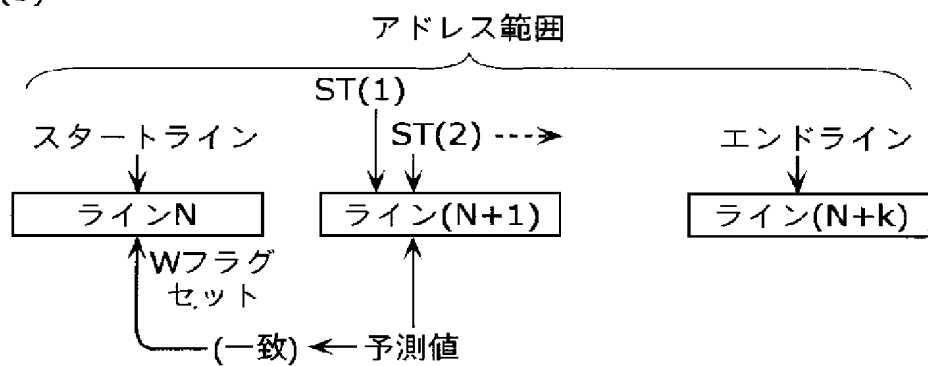 アドレス範囲
ST(1)
スタートライン
ST(2)
エンドライン
ラインN
ライン(N+1)
ライン(N+k)
Wフラグ
セット
(一致)
予測値